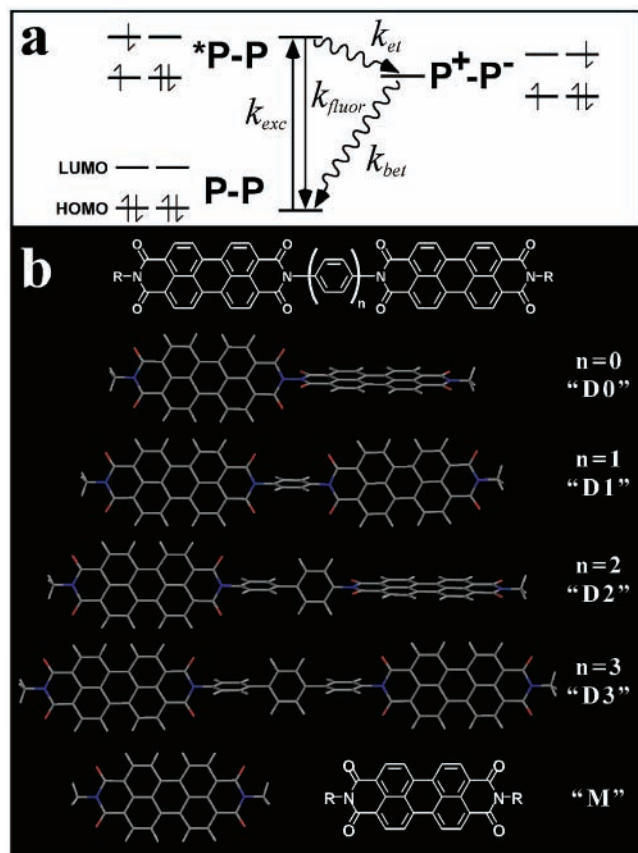 a
*P-P
k_et
P⁺-P⁻
k_exc
k_fluor
k_bet
LUMO
HOMO
P-P
b
O O O O
R-N N ( )n N N-R
O O O O
n=0
"D0"
n=1
"D1"
n=2
"D2"
n=3
"D3"
O O
R-N N-R
O O
"M"